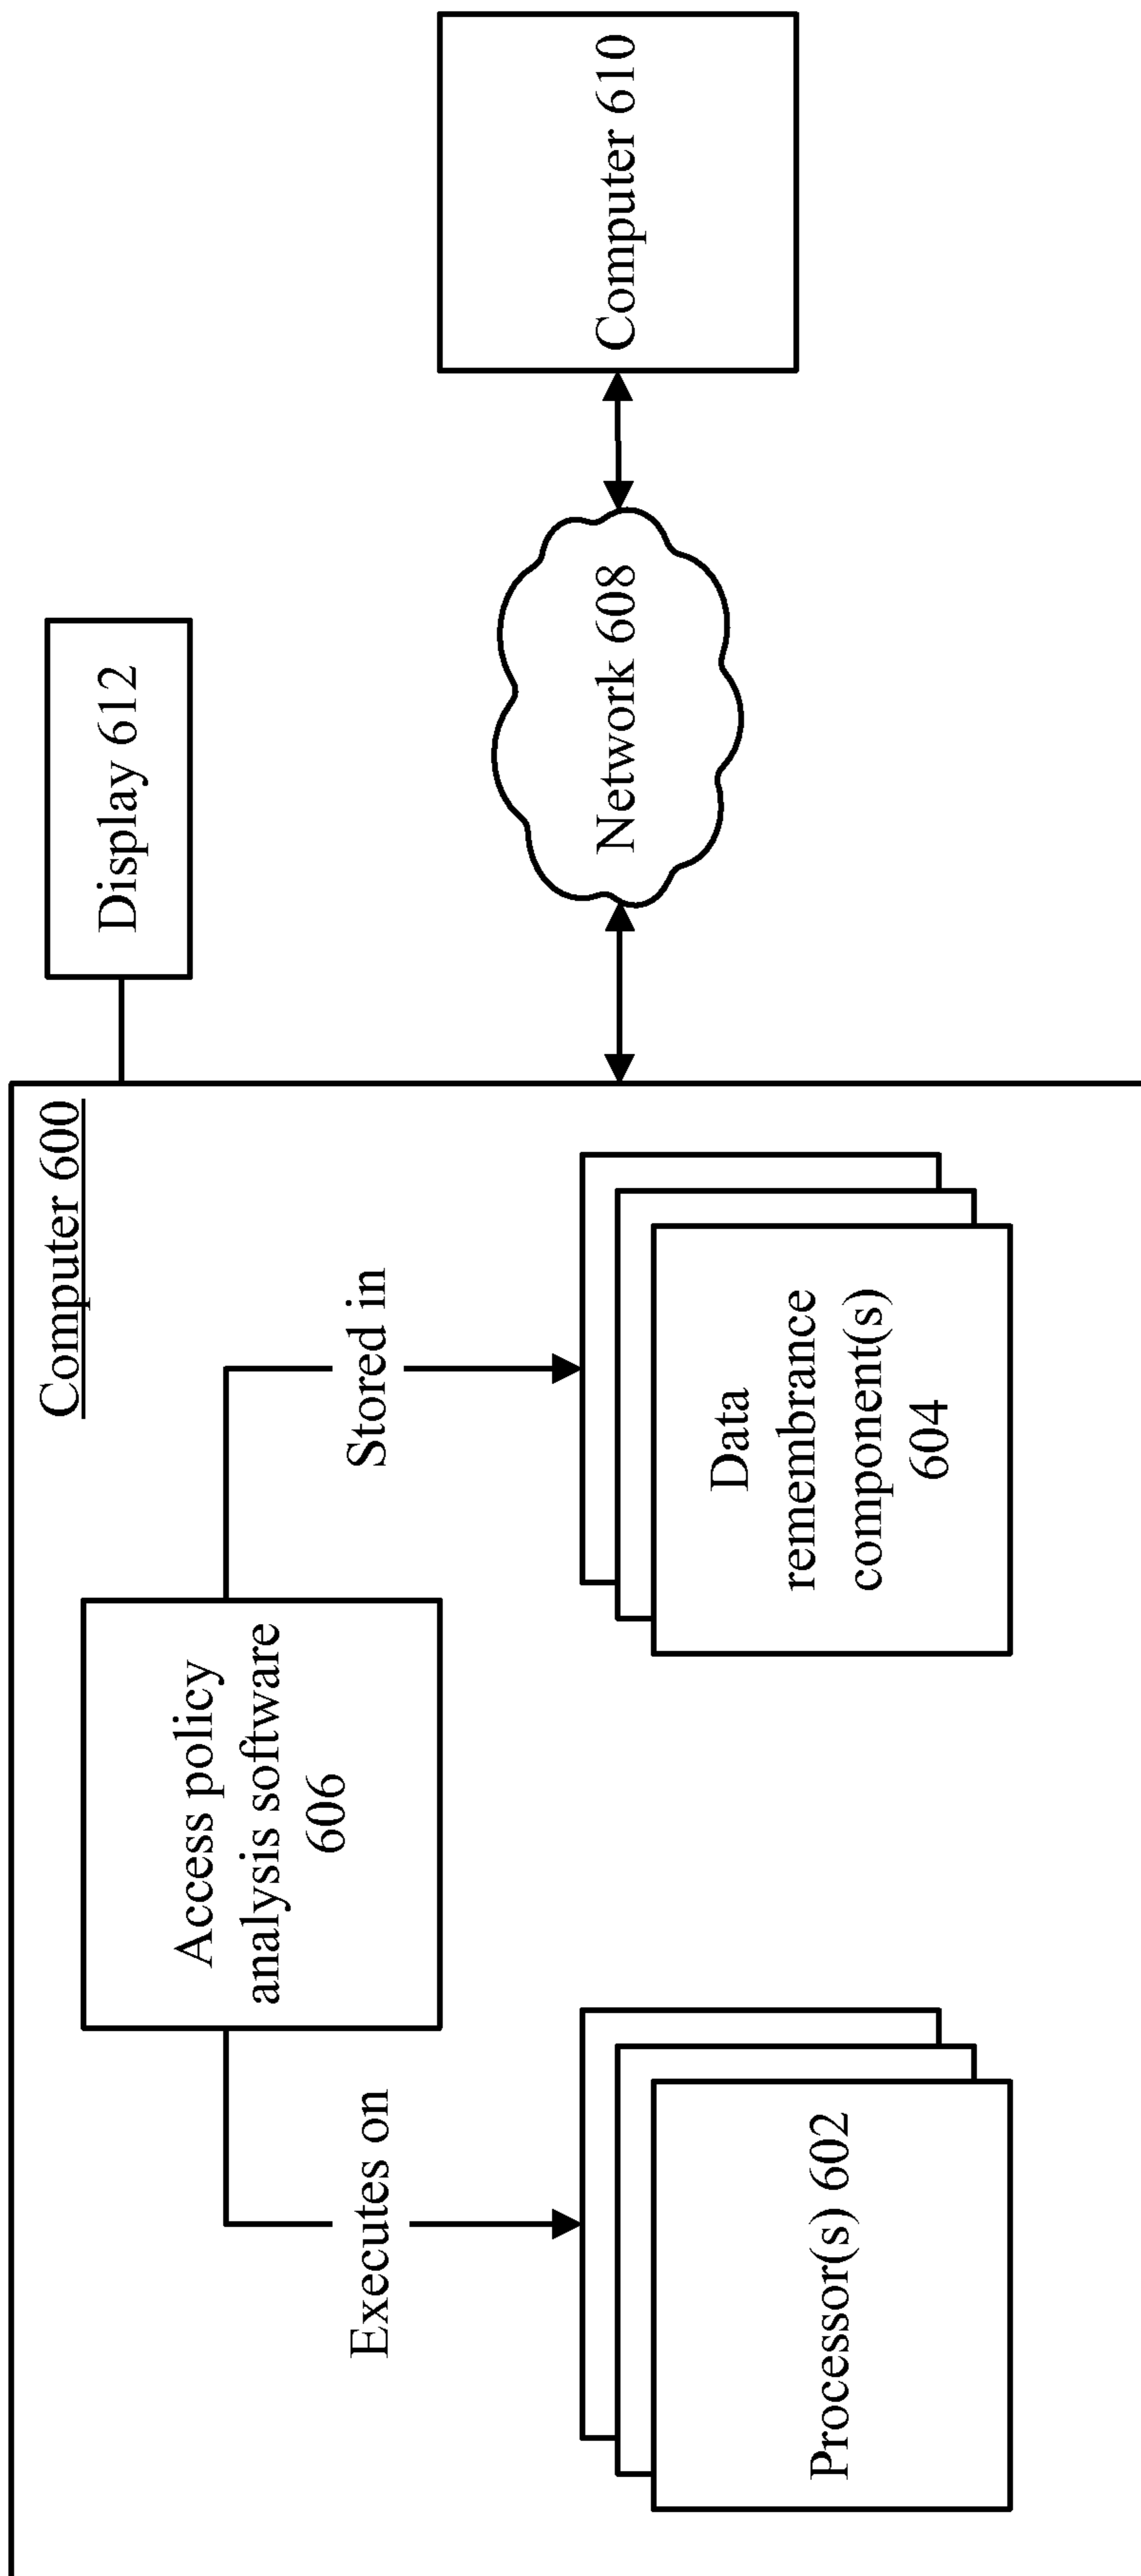 Computer 600
Access policy
analysis software
606
Executes on
Stored in
Processor(s) 602
Data
remembrance
component(s)
604
Display 612
Network 608
Computer 610